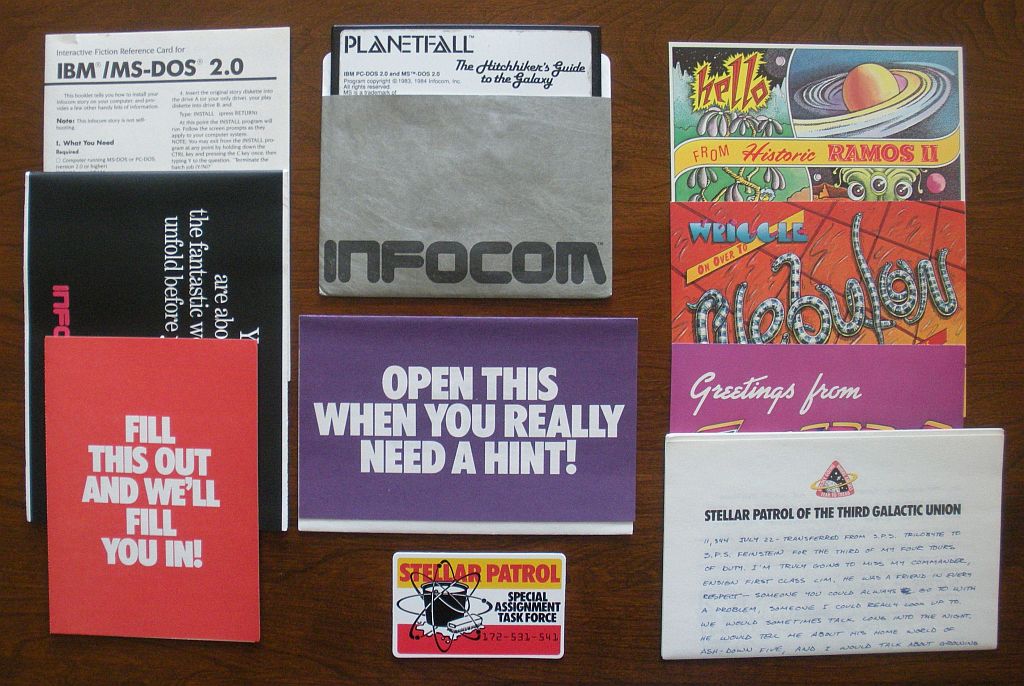 Interactive Fiction Reference Card for
IBM®/MS-DOS® 2.0
This booklet tells you how to install your
Infocom story on your computer, and pro-
vides a few other handy bits of information.
Note: This Infocom story is not self-
booting.
I. What You Need
Required
Computer running MS-DOS or PC-DOS,
(version 2.0 or higher)
4. Insert the original story diskette into
the drive A (or your only drive), your play
diskette into drive B, and:
Type: INSTALL (press RETURN)
At this point the INSTALL program will
run. Follow the screen prompts as they
apply to your computer system.
NOTE: You may exit from the INSTALL pro-
gram at any point by holding down the
CTRL key and pressing the C key once, then
typing Y to the question, "Terminate the
batch job (Y/N)?"
Y
are abo
the fantastic w
unfold before
INFO
FILL
THIS OUT
AND WE'LL
FILL
YOU IN!
PLANETFALL™
The Hitchhiker's Guide
to the Galaxy
IBM PC-DOS 2.0 and MS™-DOS 2.0
Program copyright © 1983, 1984 Infocom, Inc.
All rights reserved.
MS is a trademark of
INFOCOM™
OPEN THIS
WHEN YOU REALLY
NEED A HINT!
STELLAR PATROL
SPECIAL
ASSIGNMENT
TASK FORCE
172-531-541
hello
FROM Historic RAMOS II
WRIGGLE
ON OVER TO
Nebulon
Greetings from
STELLAR PATROL OF THE THIRD GALACTIC UNION
11,344 JULY 22 - TRANSFERRED FROM S.P.S. TRILOBYTE TO
S.P.S. FEINSTEIN FOR THE THIRD OF MY FOUR TOURS
OF DUTY. I'M TRULY GOING TO MISS MY COMMANDER,
ENSIGN FIRST CLASS LIM. HE WAS A FRIEND IN EVERY
RESPECT - SOMEONE YOU COULD ALWAYS GO TO WITH
A PROBLEM, SOMEONE I COULD REALLY LOOK UP TO.
WE WOULD SOMETIMES TALK LONG INTO THE NIGHT.
HE WOULD TELL ME ABOUT HIS HOME WORLD OF
ASH-DOWN FIVE, AND I WOULD TALK ABOUT GROWING